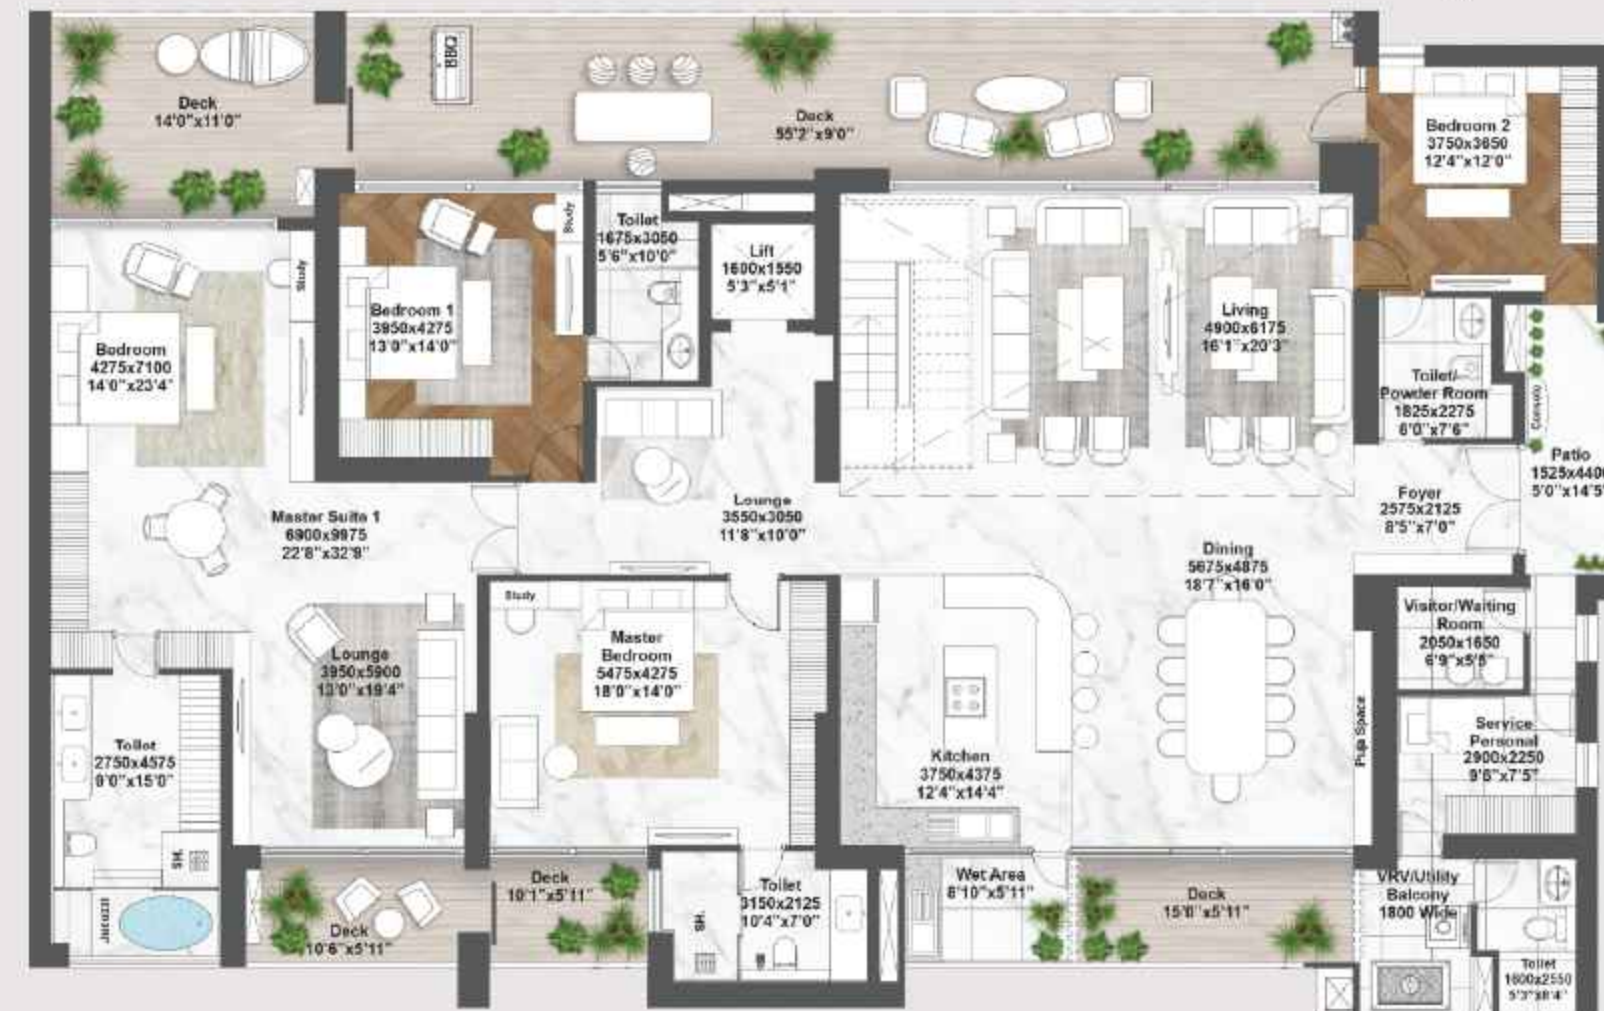 Deck
14'0"x11'0"
BBQ
Deck
55'2"x9'0"
Bedroom 2
3750x3650
12'4"x12'0"
Study
Bedroom 1
3950x4275
13'0"x14'0"
Study
Toilet
1675x3050
5'6"x10'0"
Lift
1600x1550
5'3"x5'1"
Living
4900x6175
16'1"x20'3"
Bedroom
4275x7100
14'0"x23'4"
Toilet/
Powder Room
1825x2275
6'0"x7'6"
Console
Patio
1525x4400
5'0"x14'5"
Master Suite 1
6900x9975
22'8"x32'9"
Lounge
3550x3050
11'8"x10'0"
Foyer
2575x2125
8'5"x7'0"
Dining
5675x4875
18'7"x16'0"
Study
Master
Bedroom
5475x4275
18'0"x14'0"
Lounge
3950x5900
13'0"x19'4"
Visitor/Waiting
Room
2050x1650
6'9"x5'5"
Toilet
2750x4575
9'0"x15'0"
SH.
Kitchen
3750x4375
12'4"x14'4"
Puja Space
Service
Personal
2900x2250
9'6"x7'5"
Jacuzzi
Deck
10'6"x5'11"
Deck
10'1"x5'11"
SH.
Toilet
3150x2125
10'4"x7'0"
Wet Area
8'10"x5'11"
Deck
15'0"x5'11"
VRV/Utility
Balcony
1800 Wide
Toilet
1600x2550
5'3"x8'4"